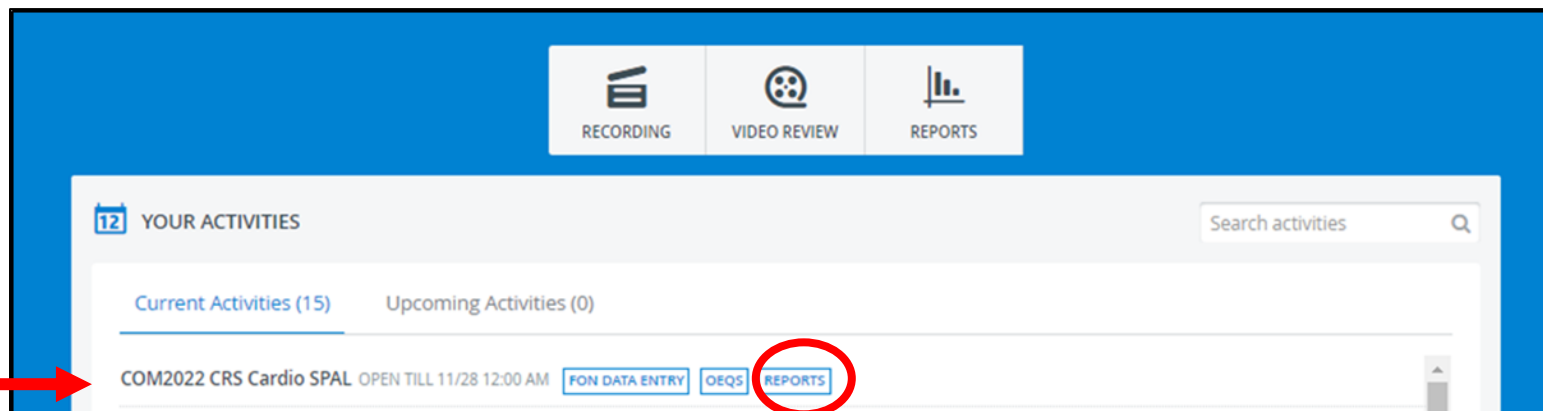 RECORDING VIDEO REVIEW REPORTS
12 YOUR ACTIVITIES Search activities
Current Activities (15) Upcoming Activities (0)
COM2022 CRS Cardio SPAL OPEN TILL 11/28 12:00 AM FON DATA ENTRY OEQS REPORTS